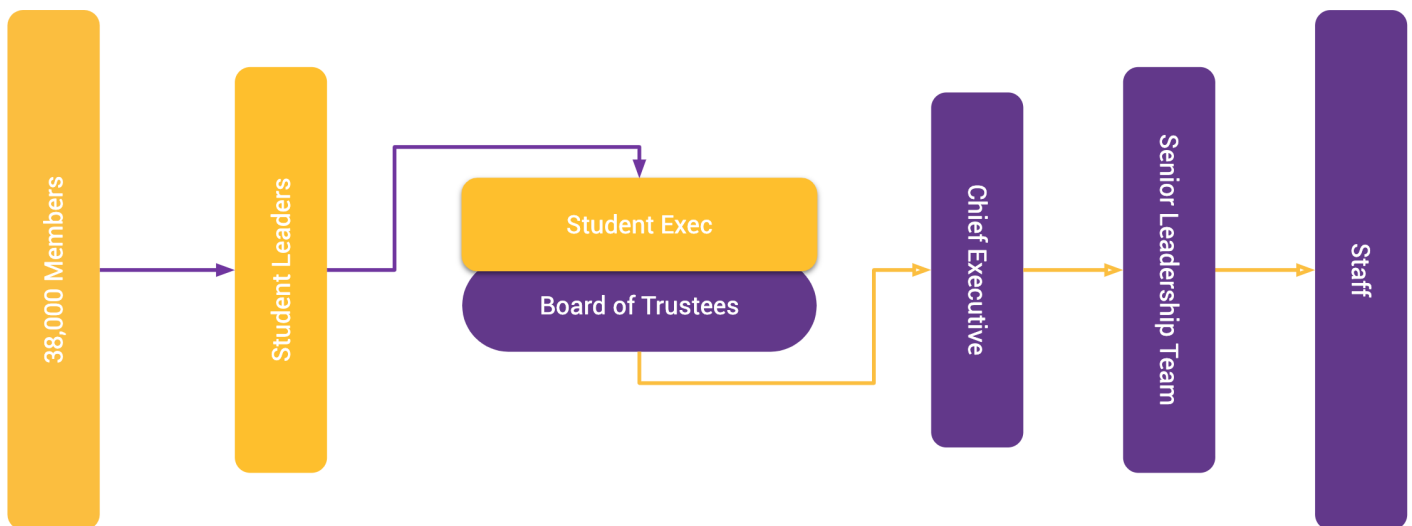 38,000 Members
Student Leaders
Student Exec
Board of Trustees
Chief Executive
Senior Leadership Team
Staff